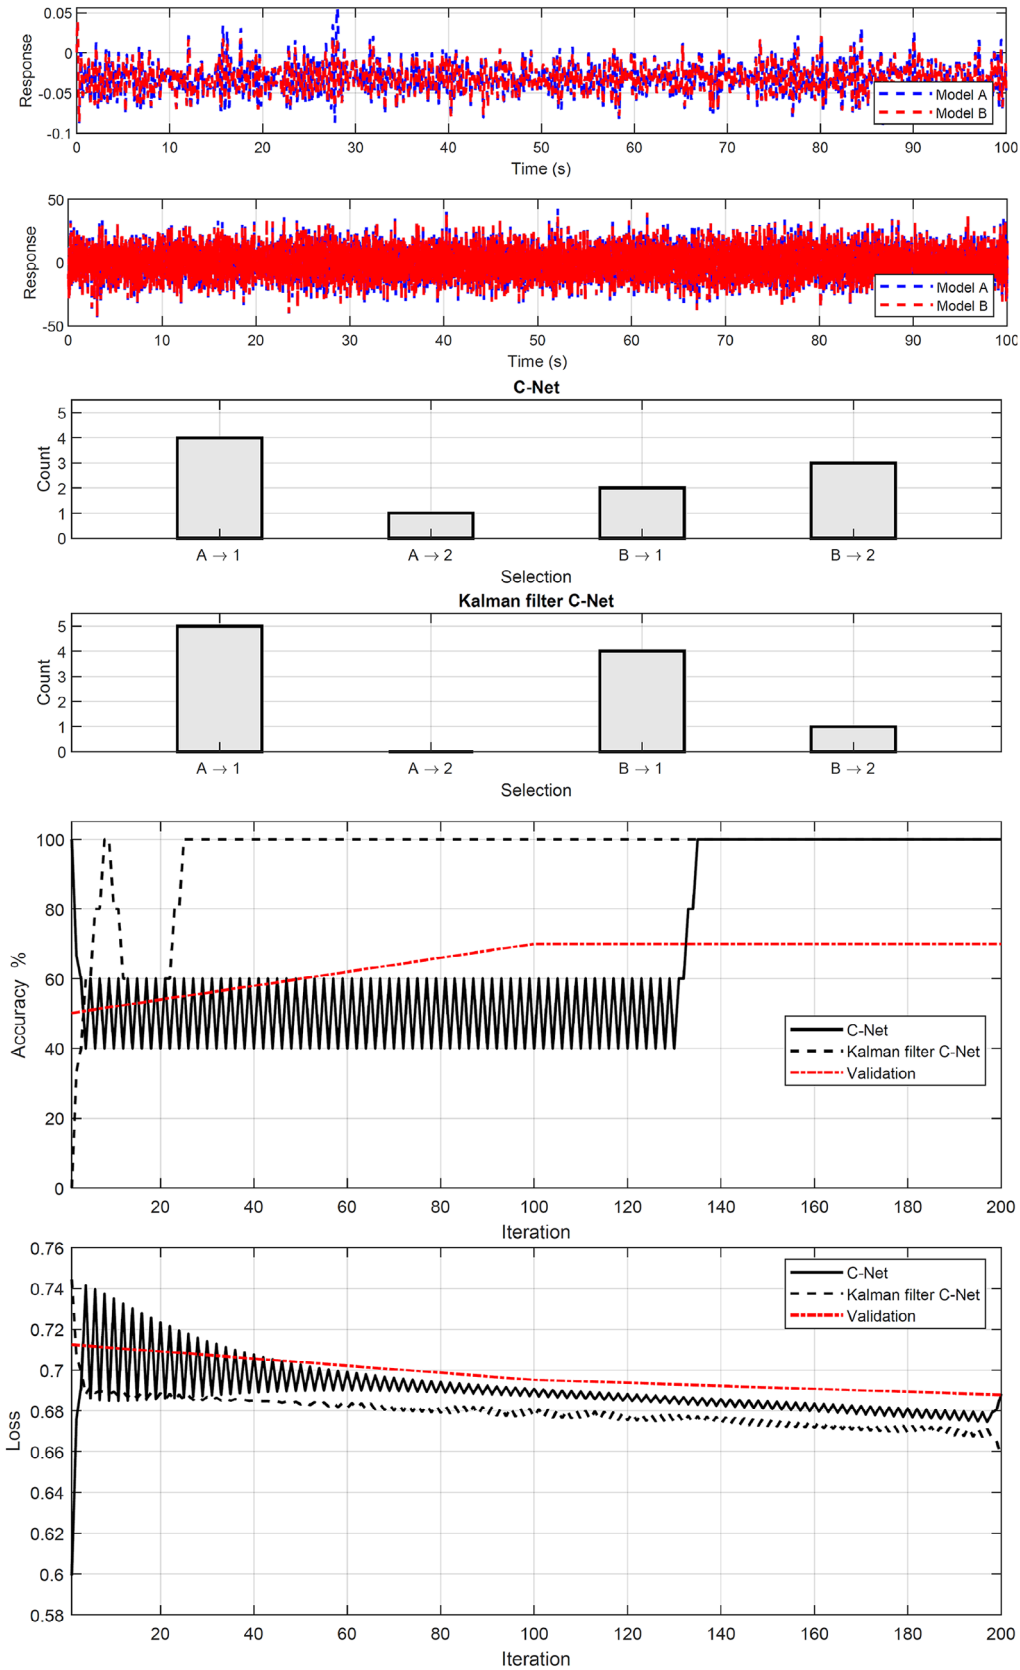 0.05
0
-0.05
-0.1
Response
Model A
Model B
0 10 20 30 40 50 60 70 80 90 100
Time (s)
50
0
-50
Response
Model A
Model B
0 10 20 30 40 50 60 70 80 90 100
Time (s)
C-Net
5
4
3
2
1
0
Count
A → 1 A → 2 B → 1 B → 2
Selection
Kalman filter C-Net
5
4
3
2
1
0
Count
A → 1 A → 2 B → 1 B → 2
Selection
100
80
60
40
20
0
Accuracy %
C-Net
Kalman filter C-Net
Validation
20 40 60 80 100 120 140 160 180 200
Iteration
0.76
0.74
0.72
0.7
0.68
0.66
0.64
0.62
0.6
0.58
Loss
C-Net
Kalman filter C-Net
Validation
20 40 60 80 100 120 140 160 180 200
Iteration